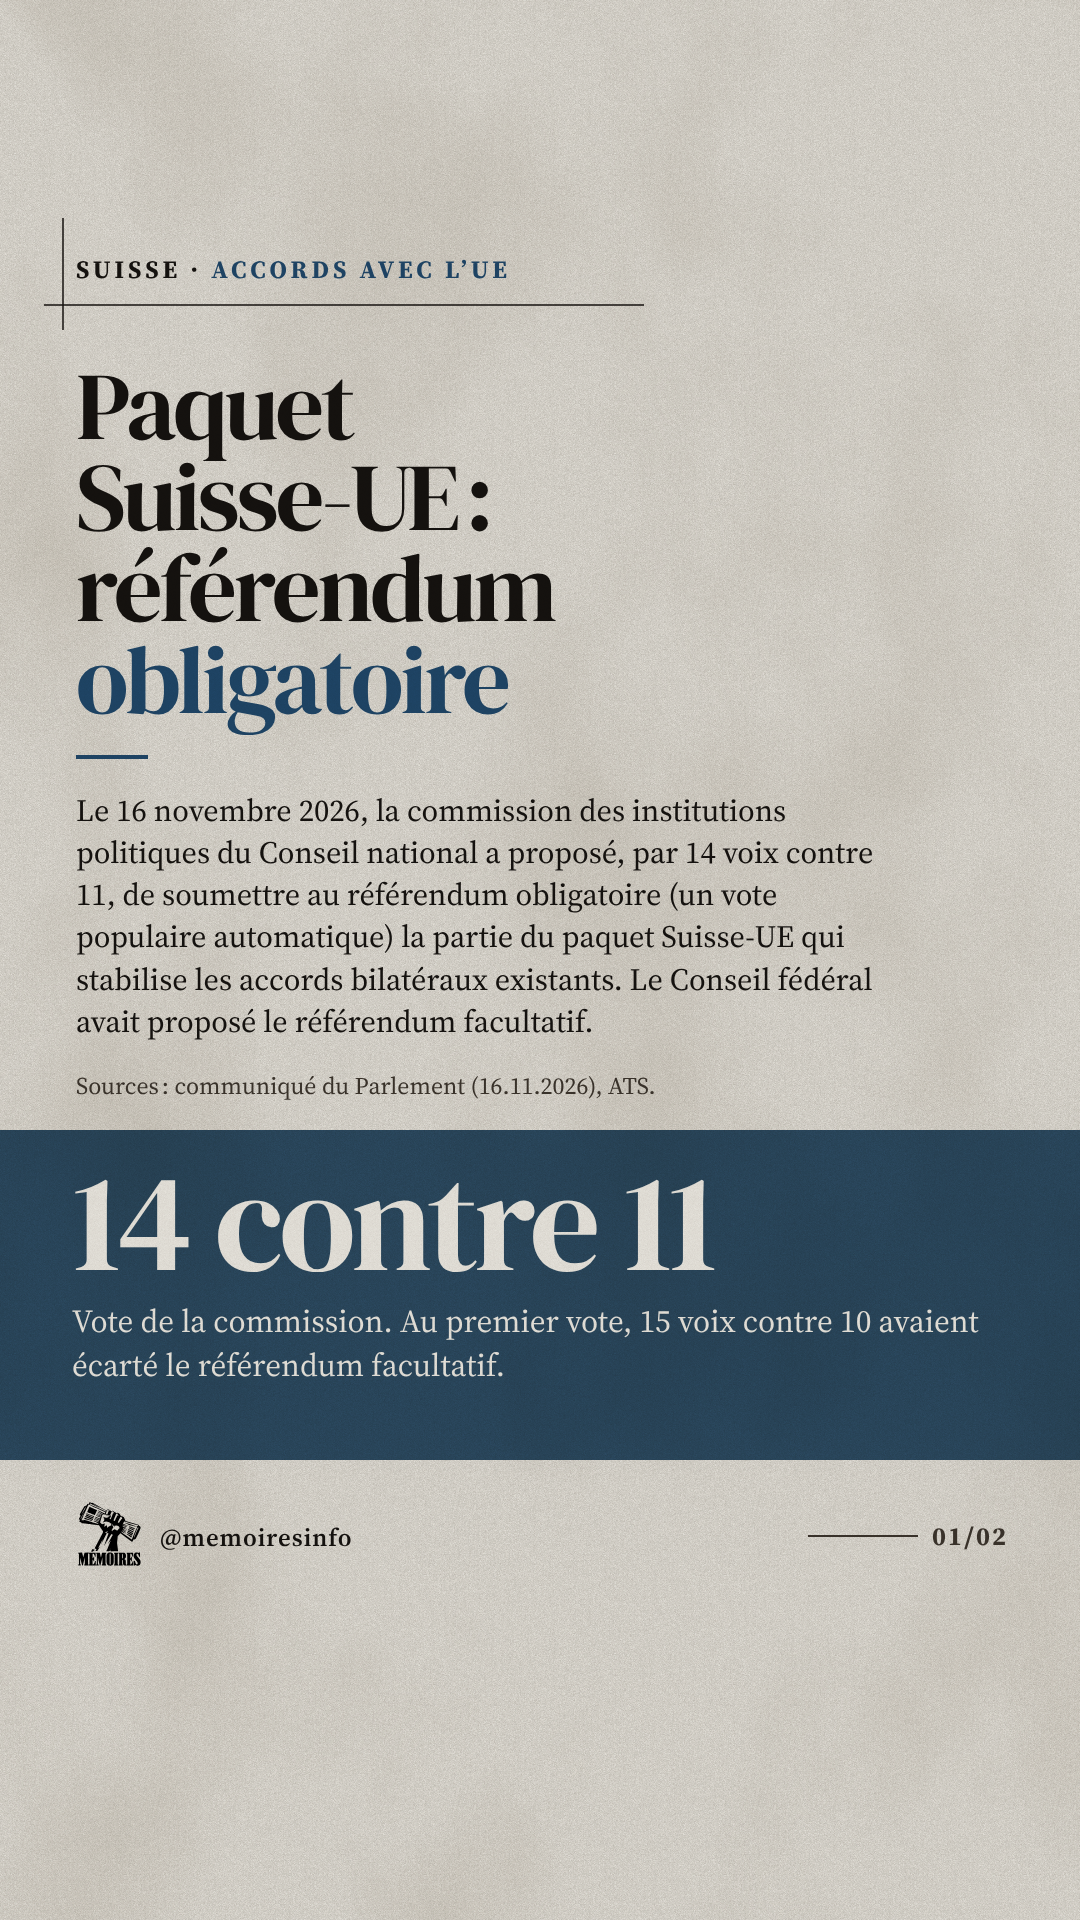 SUISSE · ACCORDS AVEC L’UE
Paquet
Suisse-UE :
référendum
obligatoire
Le 16 novembre 2026, la commission des institutions
politiques du Conseil national a proposé, par 14 voix contre
11, de soumettre au référendum obligatoire (un vote
populaire automatique) la partie du paquet Suisse-UE qui
stabilise les accords bilatéraux existants. Le Conseil fédéral
avait proposé le référendum facultatif.
Sources : communiqué du Parlement (16.11.2026), ATS.
14 contre 11
Vote de la commission. Au premier vote, 15 voix contre 10 avaient
écarté le référendum facultatif.
MÉMOIRES
@memoiresinfo
01/02